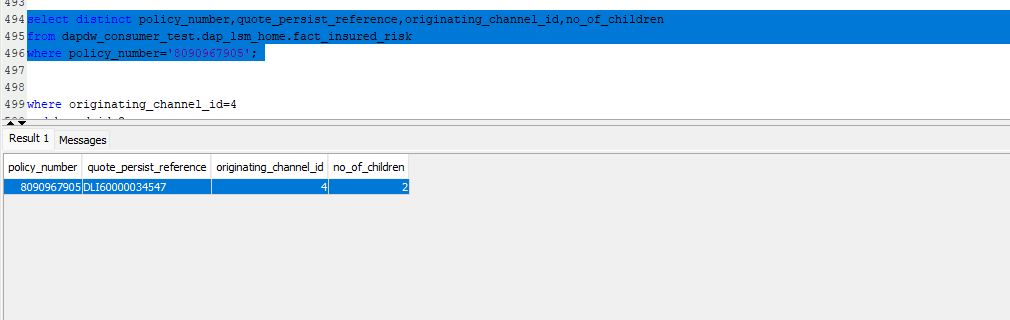 493
494 select distinct policy_number,quote_persist_reference,originating_channel_id,no_of_children
495 from dapdw_consumer_test.dap_lsm_home.fact_insured_risk
496 where policy_number='8090967905';
497
498
499 where originating_channel_id=4
Result 1 Messages
policy_number quote_persist_reference originating_channel_id no_of_children
8090967905 DLI60000034547 4 2